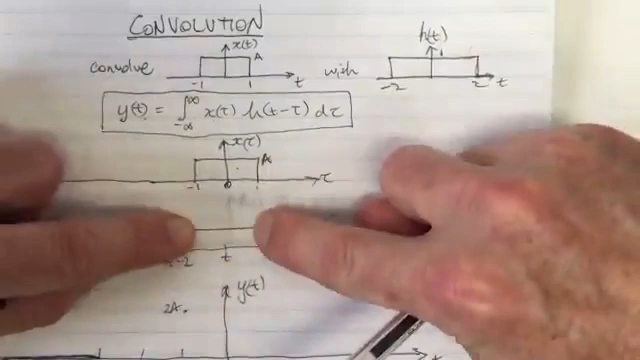 CONVOLUTION
x(t) h(t)
convolve A t with 1 t
-1 1 -2 2
y(t) = ∫_{-∞}^{∞} x(τ) h(t-τ) dτ
x(τ)
A
-1 0 1 τ
t-2 t
y(t)
2A
t